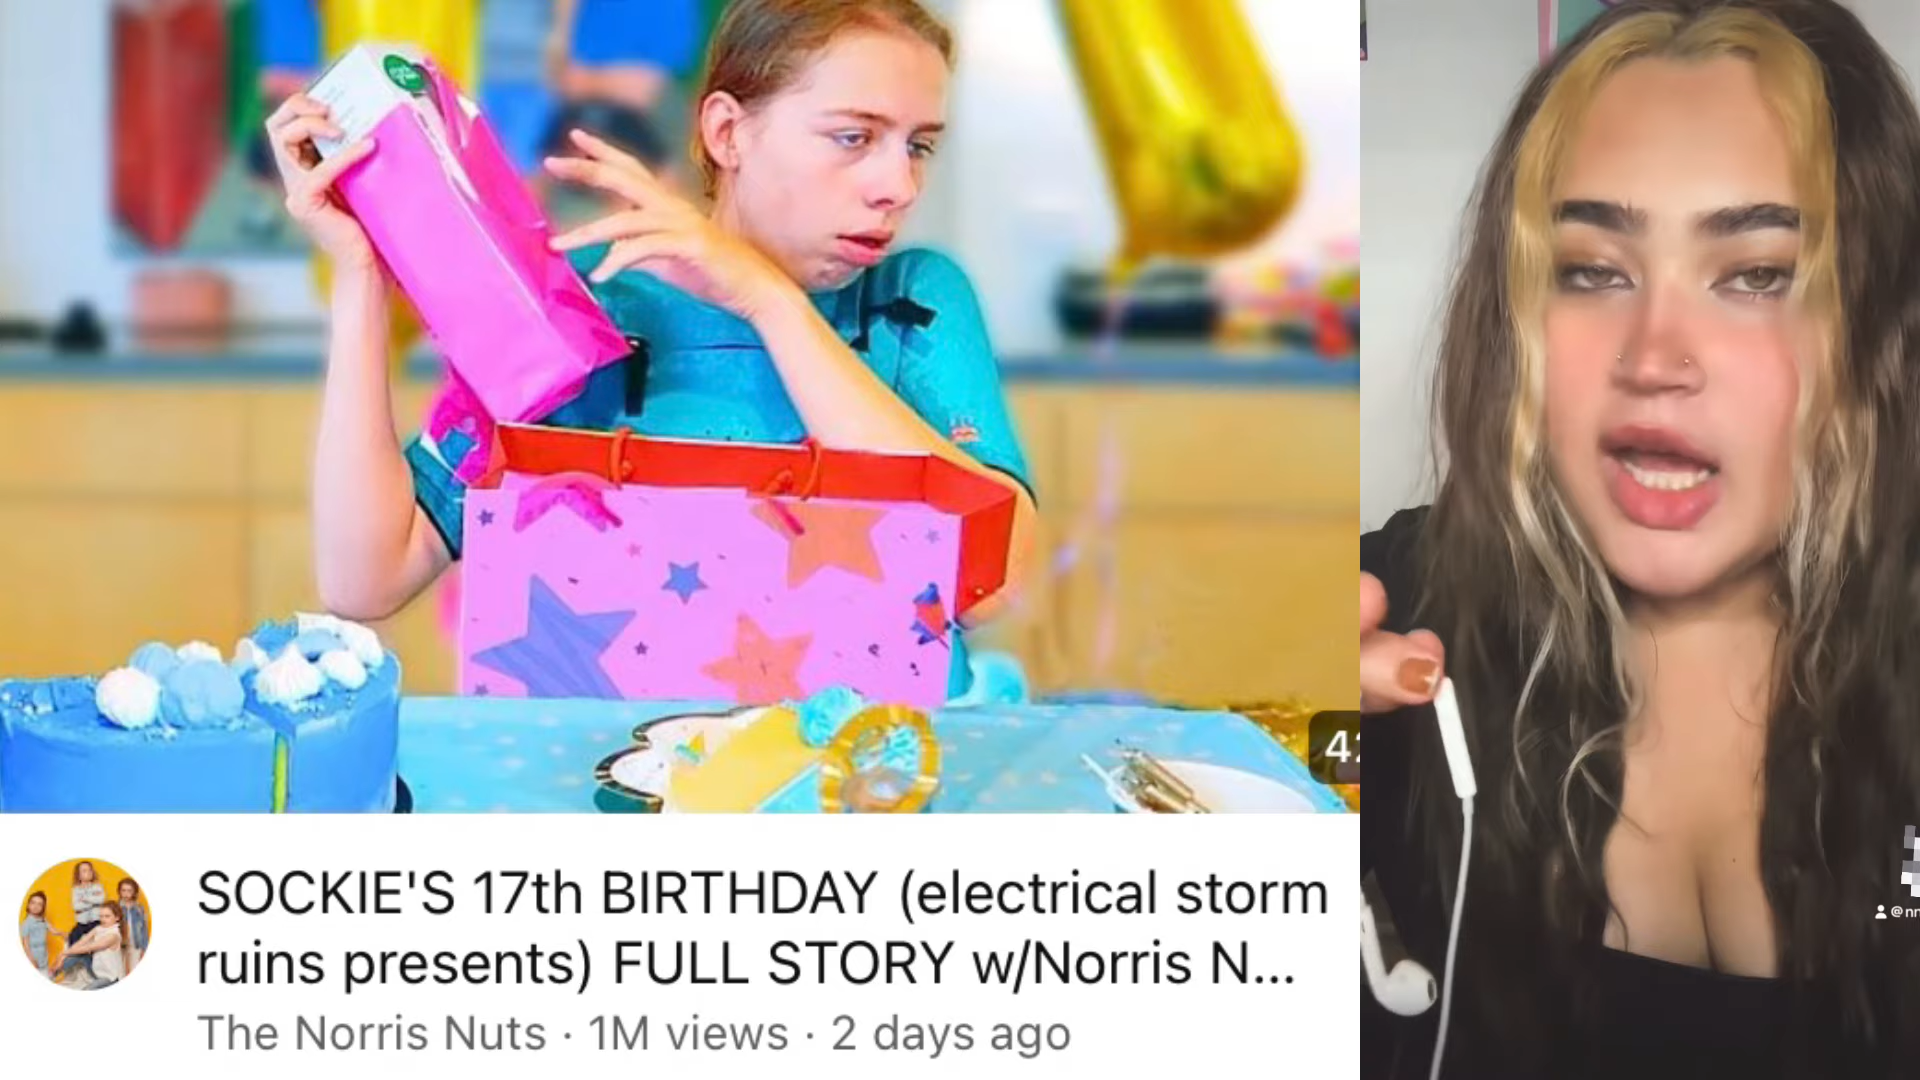 SOCKIE'S 17th BIRTHDAY (electrical storm
ruins presents) FULL STORY w/Norris N...
The Norris Nuts · 1M views · 2 days ago